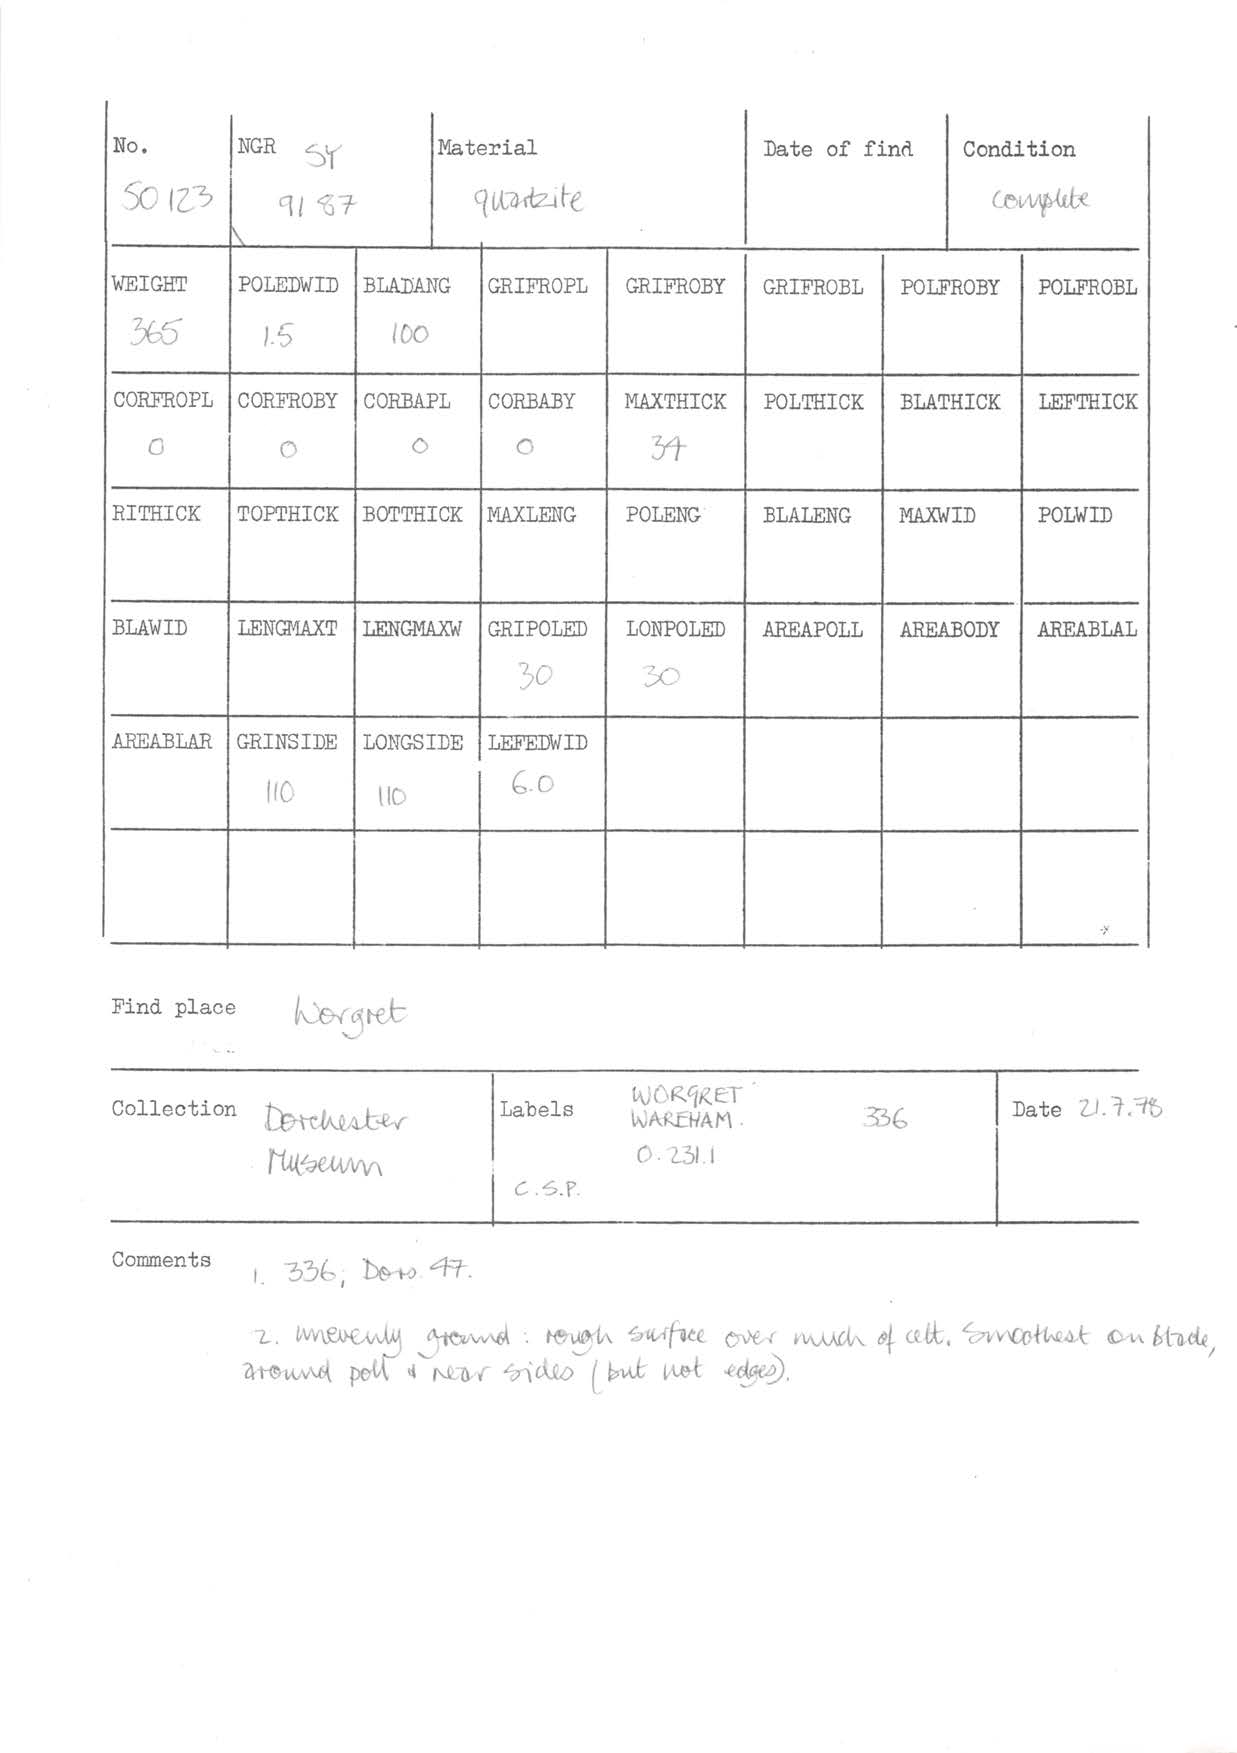 No. NGR SY Material Date of find Condition
SO 123 91 87 quartzite complete
WEIGHT POLEDWID BLADANG GRIFROPL GRIFROBY GRIFROBL POLFROBY POLFROBL
365 1.5 100
CORFROPL CORFROBY CORBAPL CORBABY MAXTHICK POLTHICK BLATHICK LEFTHICK
0 0 0 0 34
RITHICK TOPTHICK BOTTHICK MAXLENG POLENG BLALENG MAXWID POLWID
BLAWID LENGMAXT LENGMAXW GRIPOLED LONPOLED AREAPOLL AREABODY AREABLAL
30 30
AREABLAR GRINSIDE LONGSIDE LEFEDWID
110 110 6.0
Find place Worgret
Collection Dorchester Museum
Labels WORGRET
WAREHAM. 336
0.231.1
C.S.P.
Date 21.7.78
Comments 1. 336; Dors. 47.
2. unevenly ground: rough surface over much of celt. Smoothest on blade,
around poll & near sides (but not edges).